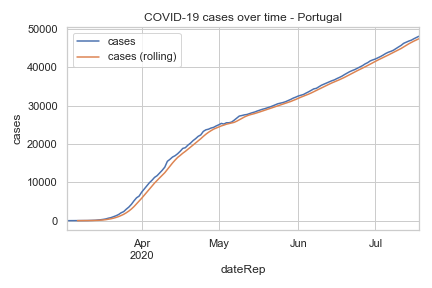 COVID-19 cases over time - Portugal
cases
cases (rolling)
50000
40000
30000
20000
10000
0
cases
Apr
2020
May
Jun
Jul
dateRep